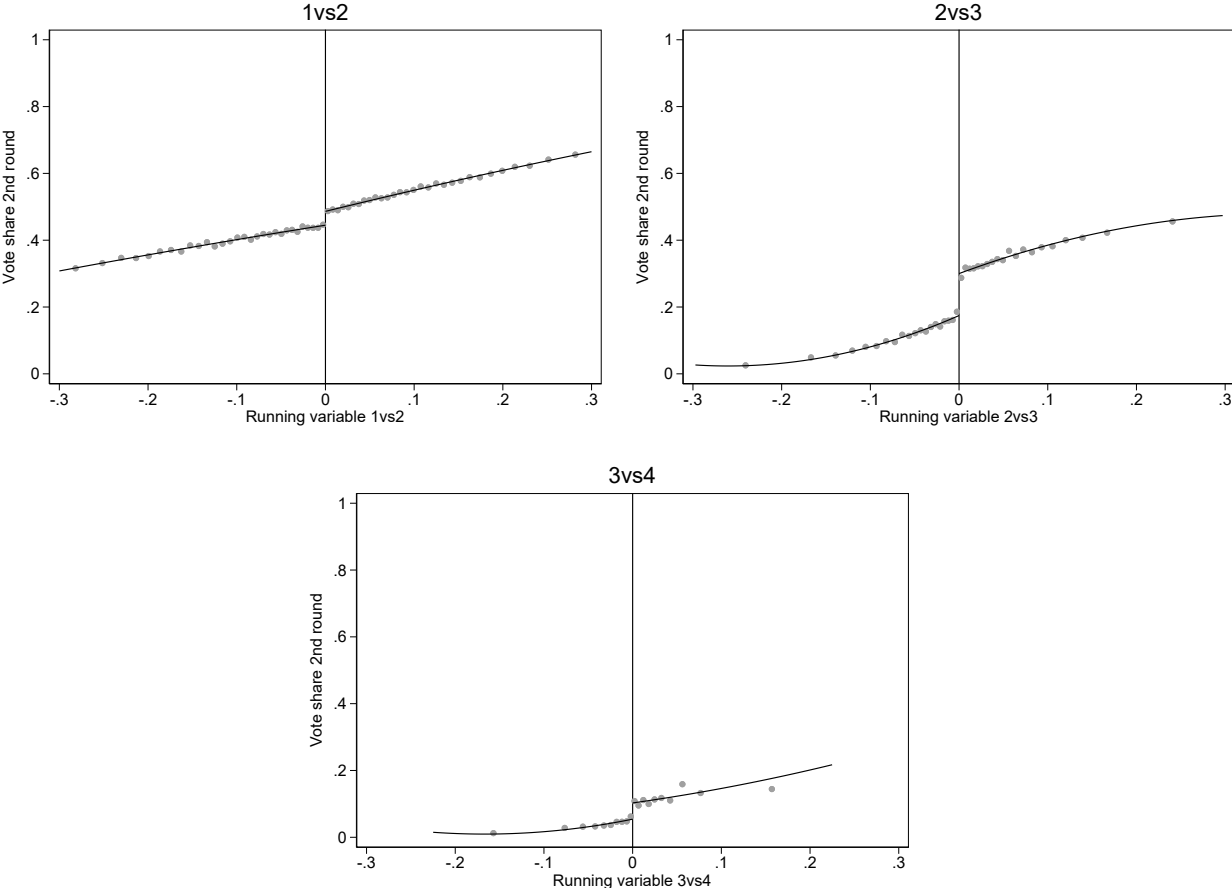 1vs2
1
.8
.6
.4
.2
0
Vote share 2nd round
-.3 -.2 -.1 0 .1 .2 .3
Running variable 1vs2
2vs3
1
.8
.6
.4
.2
0
Vote share 2nd round
-.3 -.2 -.1 0 .1 .2 .3
Running variable 2vs3
3vs4
1
.8
.6
.4
.2
0
Vote share 2nd round
-.3 -.2 -.1 0 .1 .2 .3
Running variable 3vs4